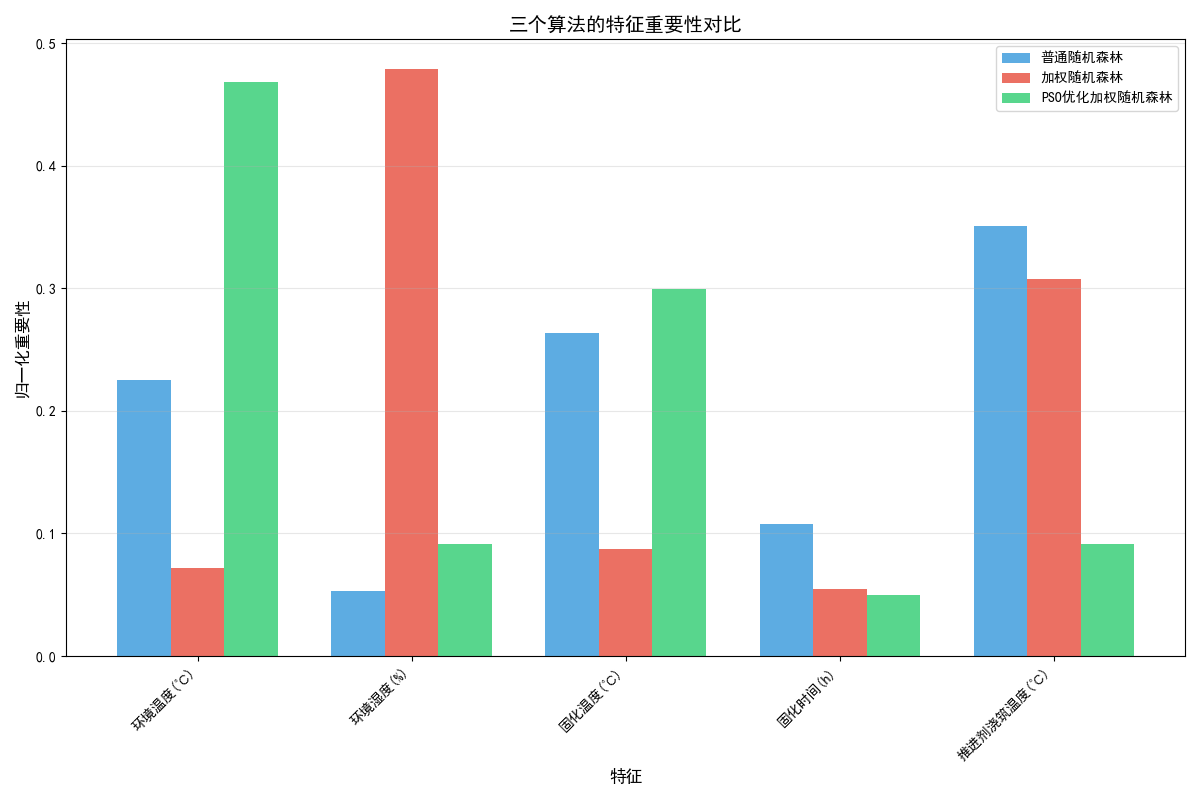 三个算法的特征重要性对比
普通随机森林
加权随机森林
PSO优化加权随机森林
0.5
0.4
0.3
0.2
0.1
0.0
归一化重要性
环境温度(℃)
环境湿度(%)
固化温度(℃)
固化时间(h)
推进剂浇筑温度(℃)
特征